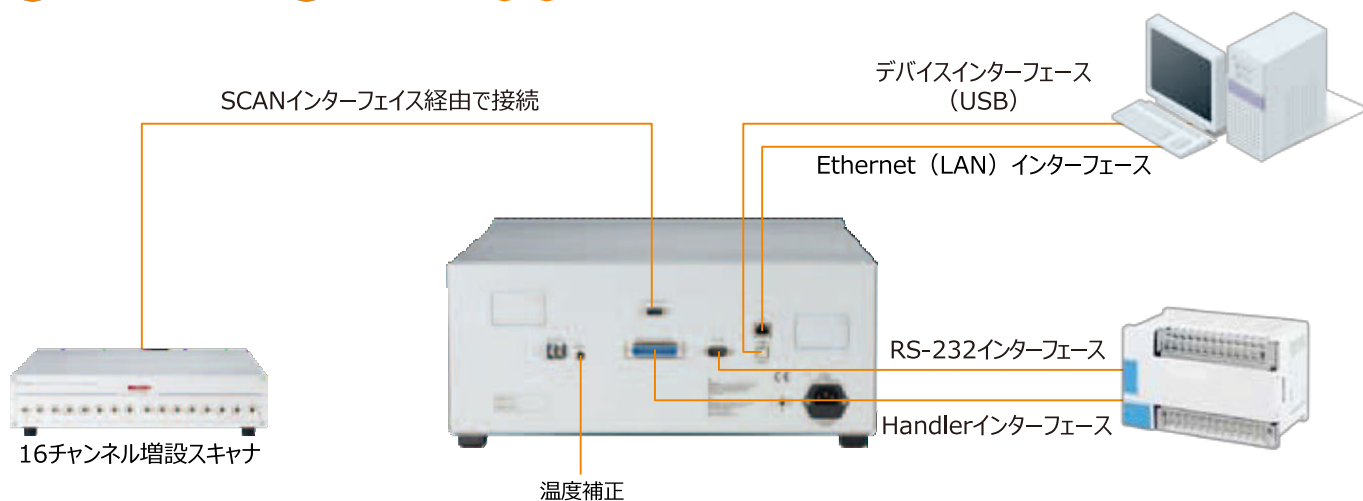 SCANインターフェイス経由で接続
デバイスインターフェース
（USB）
Ethernet（LAN）インターフェース
RS-232インターフェース
Handlerインターフェース
16チャンネル増設スキャナ
温度補正